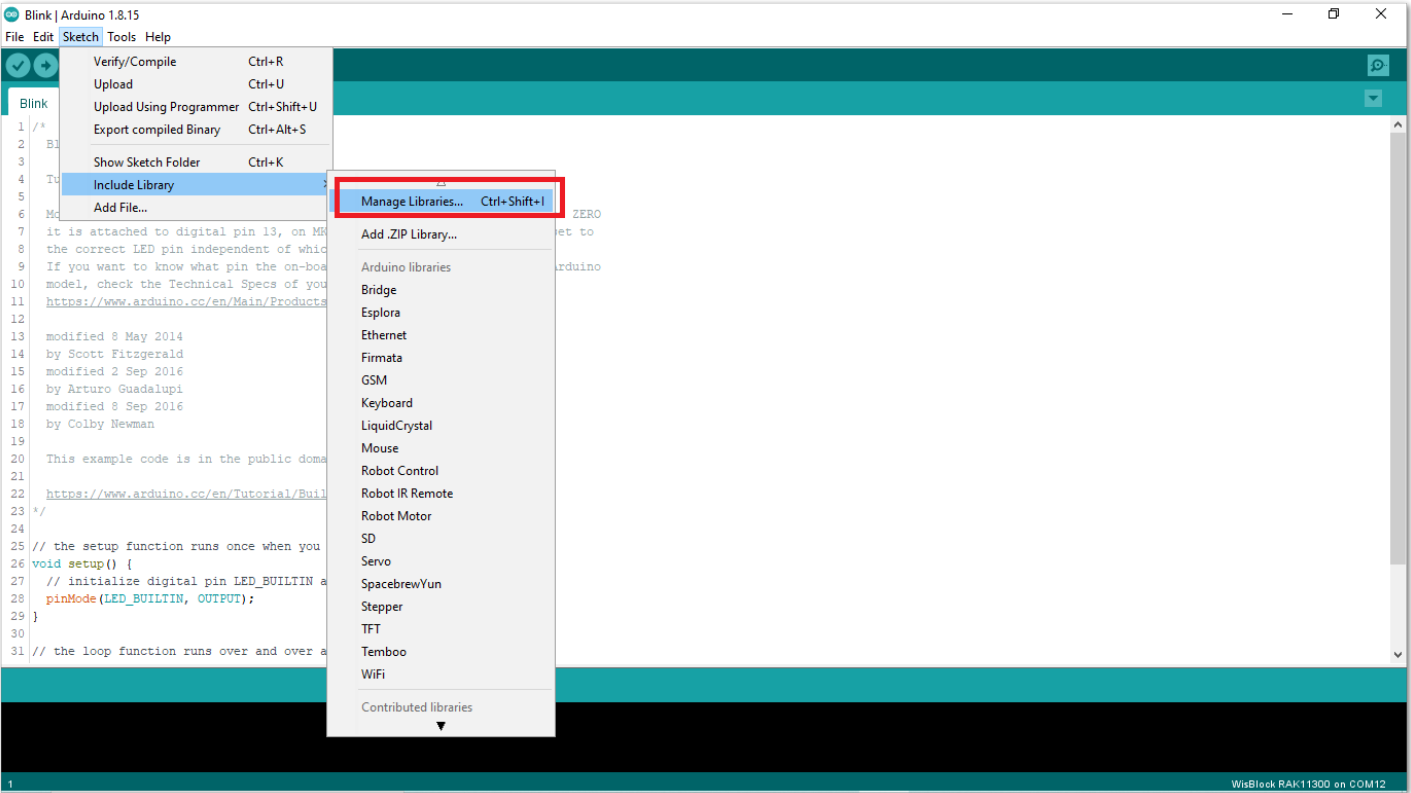 Blink | Arduino 1.8.15
File Edit Sketch Tools Help
Verify/Compile Ctrl+R
Upload Ctrl+U
Upload Using Programmer Ctrl+Shift+U
Export compiled Binary Ctrl+Alt+S
Show Sketch Folder Ctrl+K
Include Library
Add File...
Manage Libraries... Ctrl+Shift+I
Add .ZIP Library...
Arduino libraries
Bridge
Esplora
Ethernet
Firmata
GSM
Keyboard
LiquidCrystal
Mouse
Robot Control
Robot IR Remote
Robot Motor
SD
Servo
SpacebrewYun
Stepper
TFT
Temboo
WiFi
Contributed libraries
Blink
1 /*
2 Bl
3
4 Tu
5
6 ZERO
7 it is attached to digital pin 13, on MK et to
8 the correct LED pin independent of whic
9 If you want to know what pin the on-boa rduino
10 model, check the Technical Specs of you
11 https://www.arduino.cc/en/Main/Products
12
13 modified 8 May 2014
14 by Scott Fitzgerald
15 modified 2 Sep 2016
16 by Arturo Guadalupi
17 modified 8 Sep 2016
18 by Colby Newman
19
20 This example code is in the public doma
21
22 https://www.arduino.cc/en/Tutorial/Buil
23 */
24
25 // the setup function runs once when you
26 void setup() {
27 // initialize digital pin LED_BUILTIN a
28 pinMode(LED_BUILTIN, OUTPUT);
29 }
30
31 // the loop function runs over and over a
1
WisBlock RAK11300 on COM12